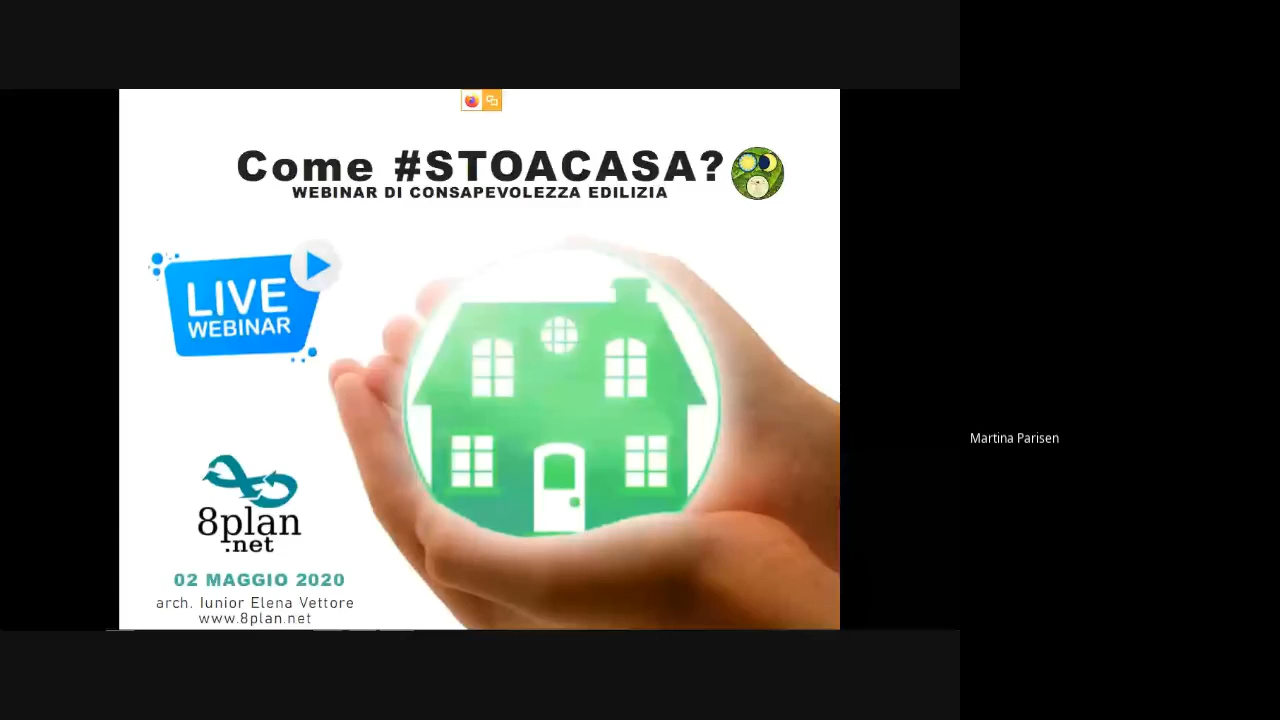 Come #STOACASA?
WEBINAR DI CONSAPEVOLEZZA EDILIZIA
LIVE
WEBINAR
8plan
.net
02 MAGGIO 2020
arch. Iunior Elena Vettore
www.8plan.net
Martina Parisen